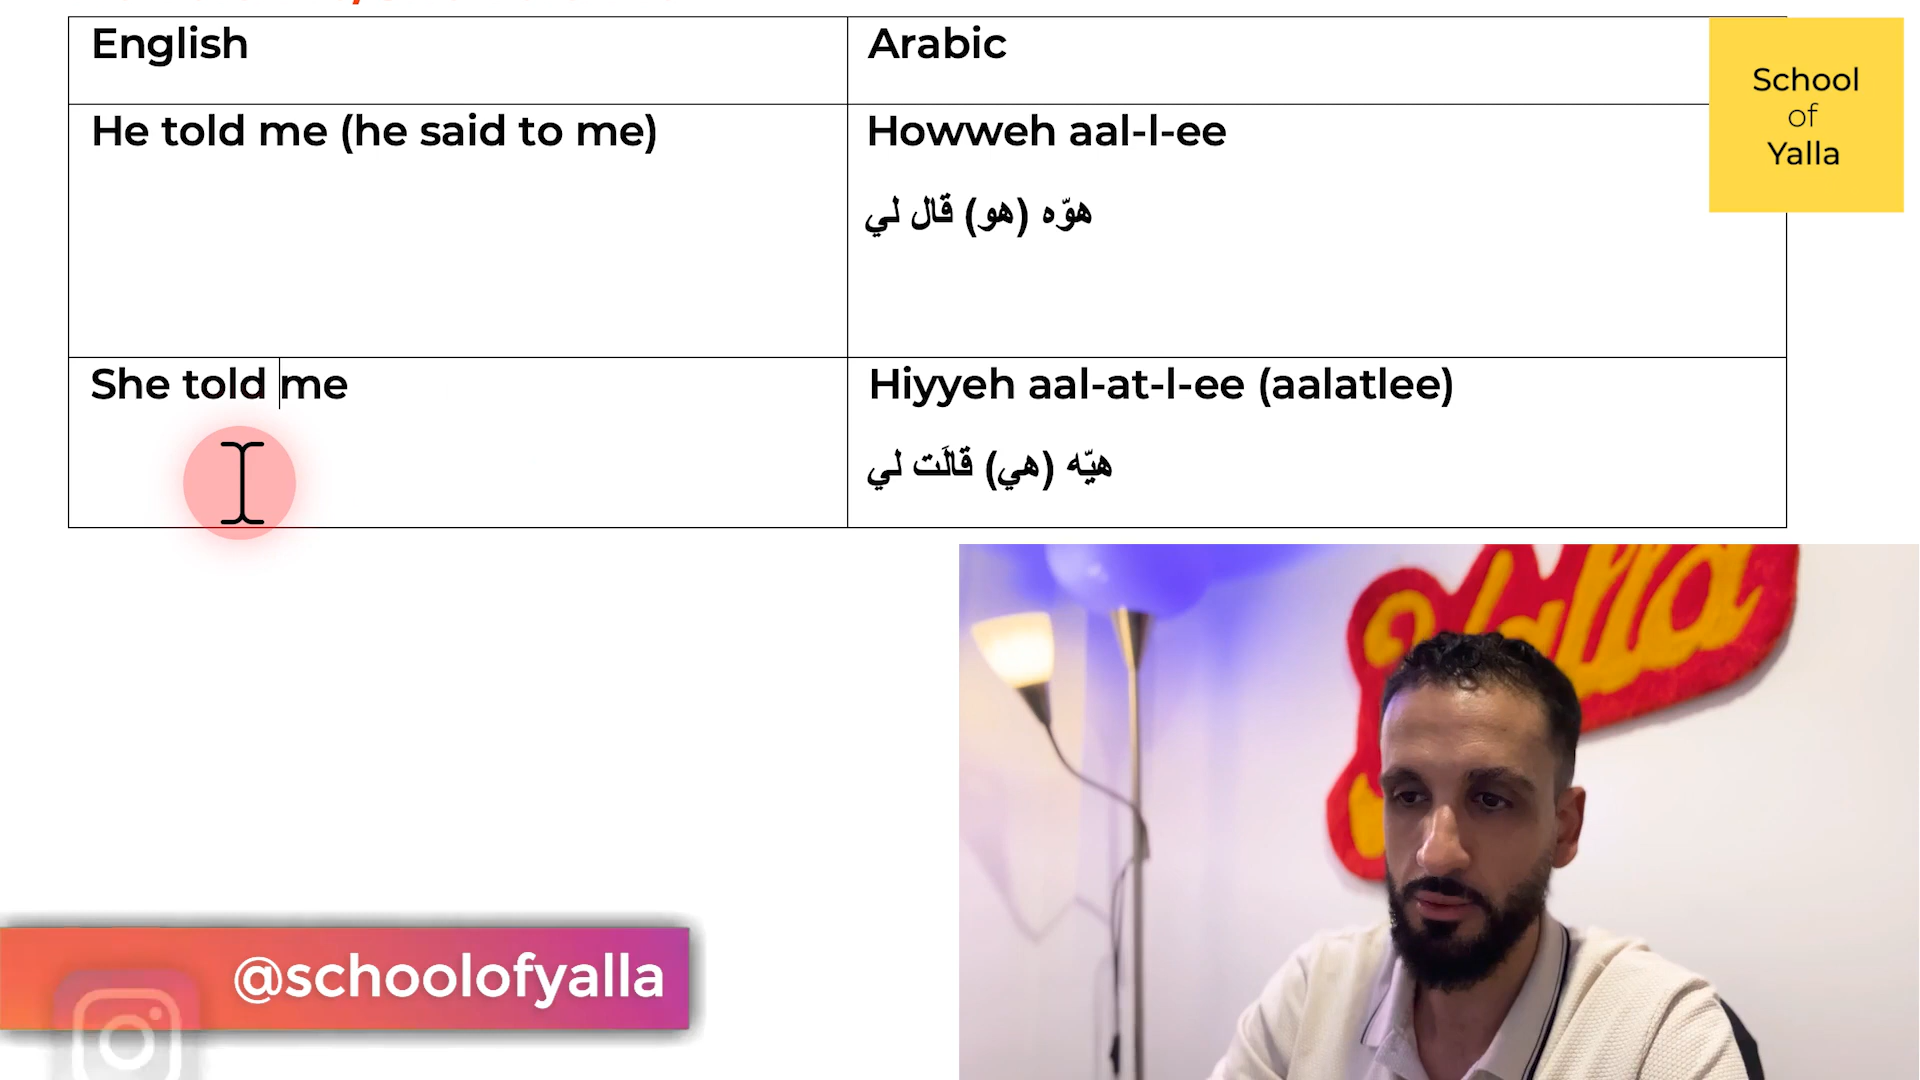 English
Arabic
He told me (he said to me)
Howweh aal-l-ee
هوّه (هو) قال لي
She told me
Hiyyeh aal-at-l-ee (aalatlee)
هيّه (هي) قالَت لي
School
of
Yalla
Yalla
@schoolofyalla